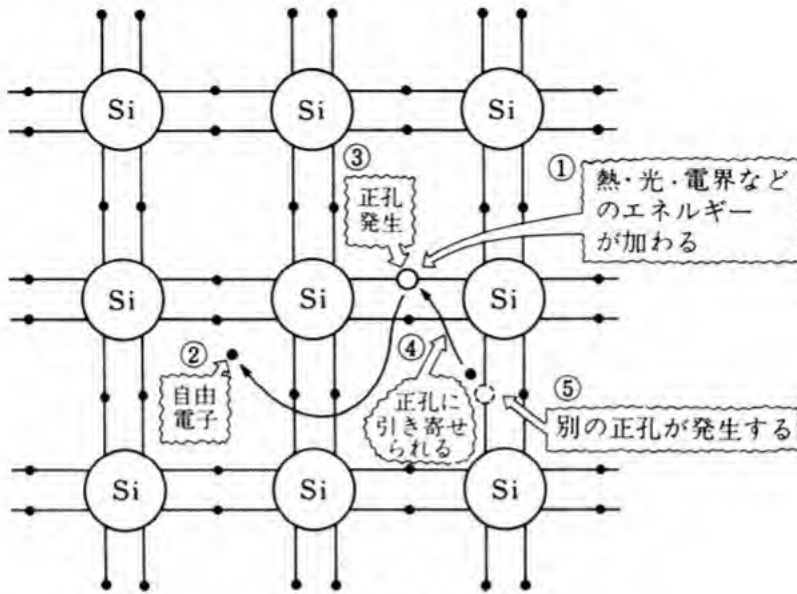 Si
Si
Si
③
正孔
発生
①
熱・光・電界など
のエネルギー
が加わる
Si
Si
Si
②
自由
電子
④
正孔に
引き寄せ
られる
⑤
別の正孔が発生する
Si
Si
Si